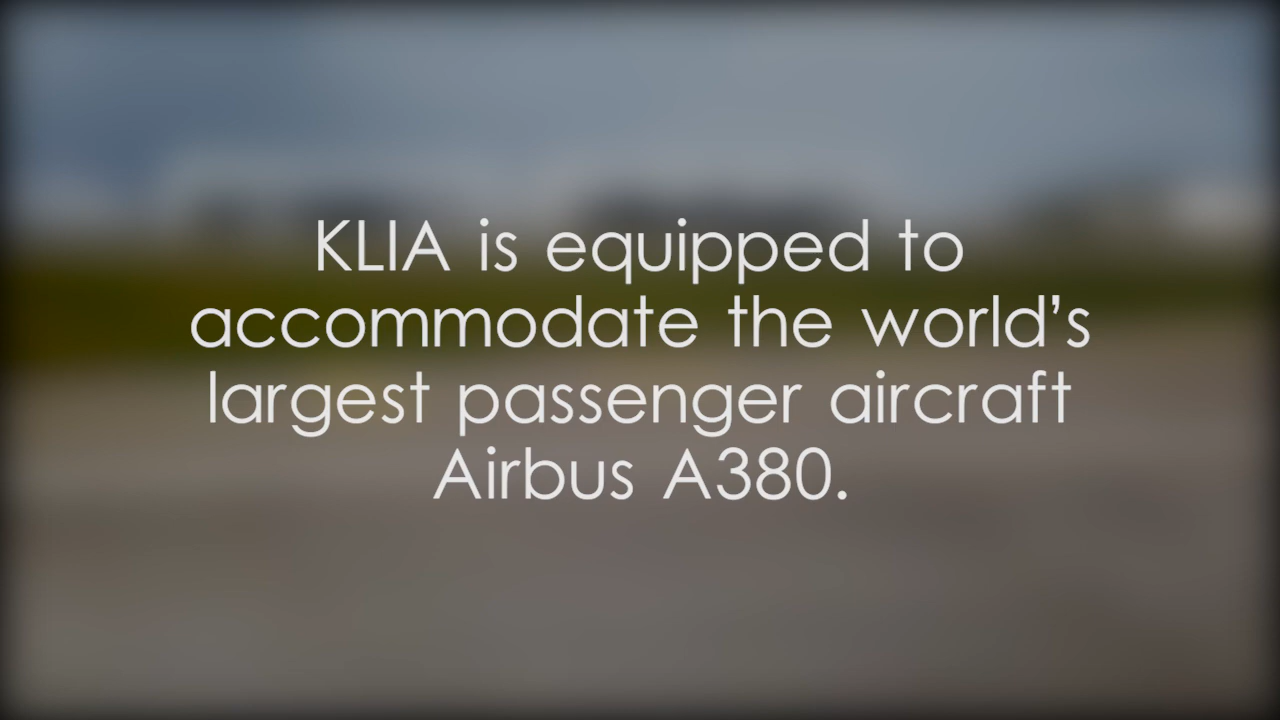 KLIA is equipped to
accommodate the world's
largest passenger aircraft
Airbus A380.